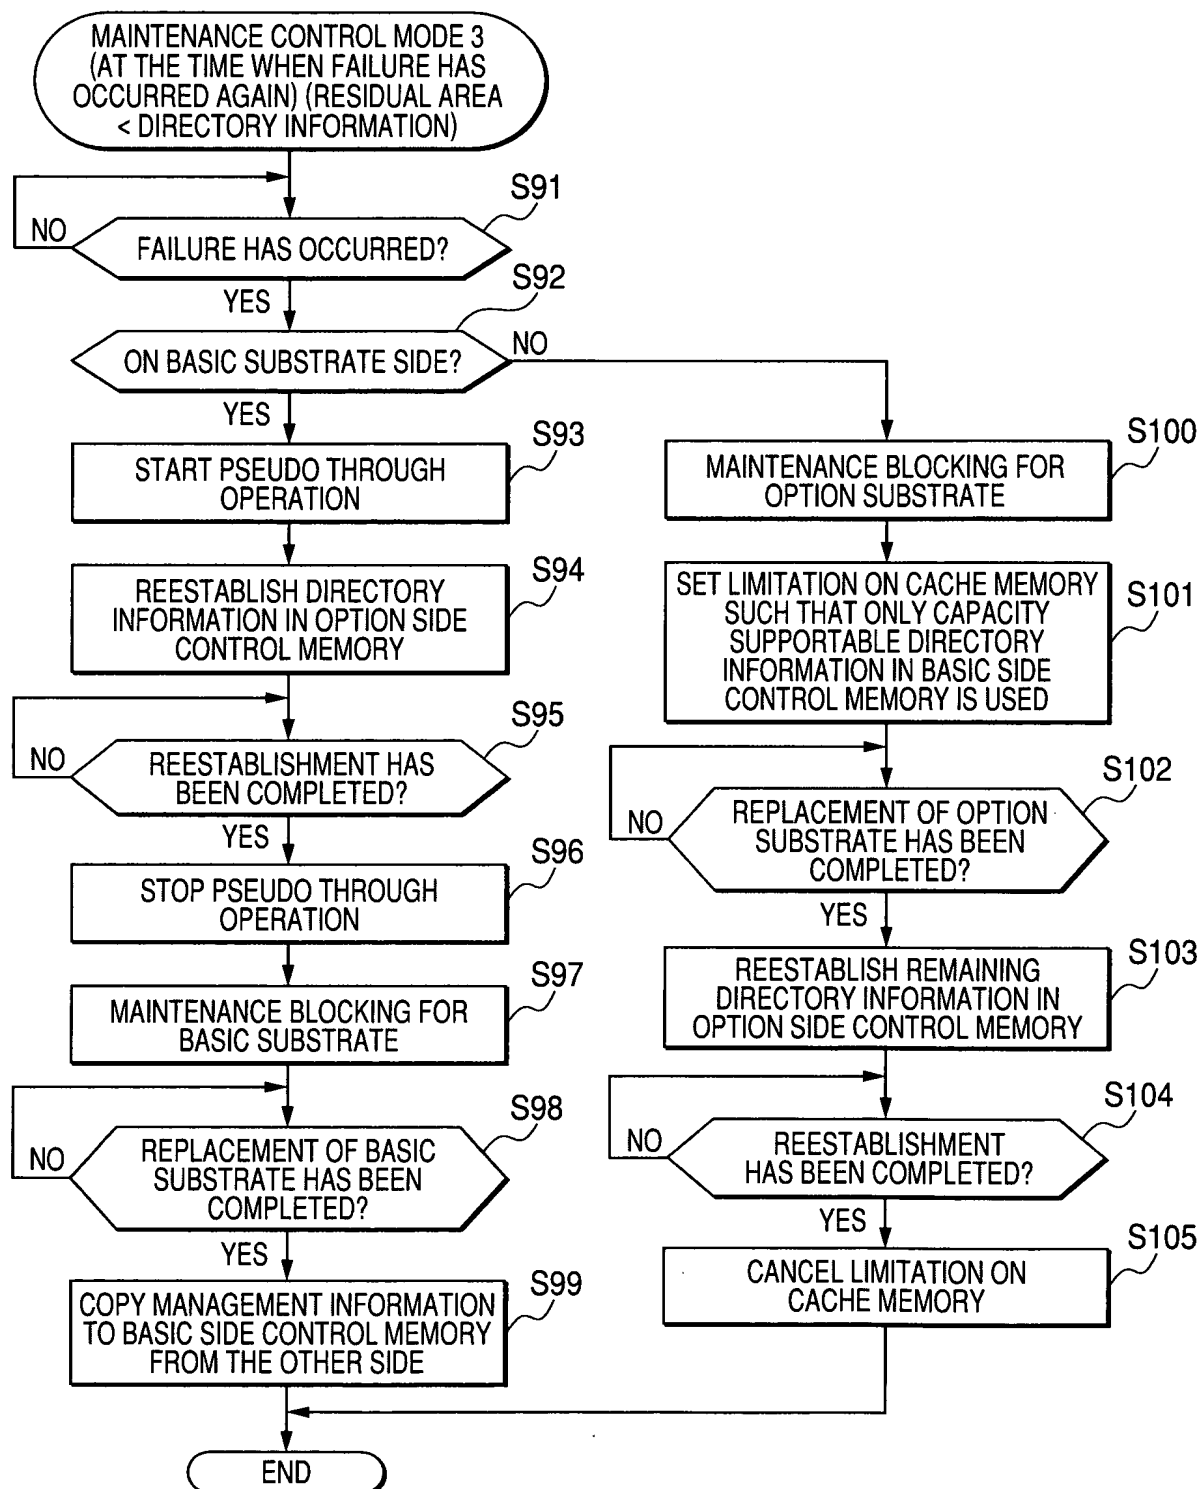 MAINTENANCE CONTROL MODE 3
(AT THE TIME WHEN FAILURE HAS
OCCURRED AGAIN) (RESIDUAL AREA
< DIRECTORY INFORMATION)
S91
NO
FAILURE HAS OCCURRED?
YES
S92
ON BASIC SUBSTRATE SIDE?
NO
YES
S93
START PSEUDO THROUGH
OPERATION
S94
REESTABLISH DIRECTORY
INFORMATION IN OPTION SIDE
CONTROL MEMORY
S95
NO
REESTABLISHMENT HAS
BEEN COMPLETED?
YES
S96
STOP PSEUDO THROUGH
OPERATION
S97
MAINTENANCE BLOCKING FOR
BASIC SUBSTRATE
S98
NO
REPLACEMENT OF BASIC
SUBSTRATE HAS BEEN
COMPLETED?
YES
S99
COPY MANAGEMENT INFORMATION
TO BASIC SIDE CONTROL MEMORY
FROM THE OTHER SIDE
S100
MAINTENANCE BLOCKING FOR
OPTION SUBSTRATE
S101
SET LIMITATION ON CACHE MEMORY
SUCH THAT ONLY CAPACITY
SUPPORTABLE DIRECTORY
INFORMATION IN BASIC SIDE
CONTROL MEMORY IS USED
S102
NO
REPLACEMENT OF OPTION
SUBSTRATE HAS BEEN
COMPLETED?
YES
S103
REESTABLISH REMAINING
DIRECTORY INFORMATION IN
OPTION SIDE CONTROL MEMORY
S104
NO
REESTABLISHMENT
HAS BEEN COMPLETED?
YES
S105
CANCEL LIMITATION ON
CACHE MEMORY
END